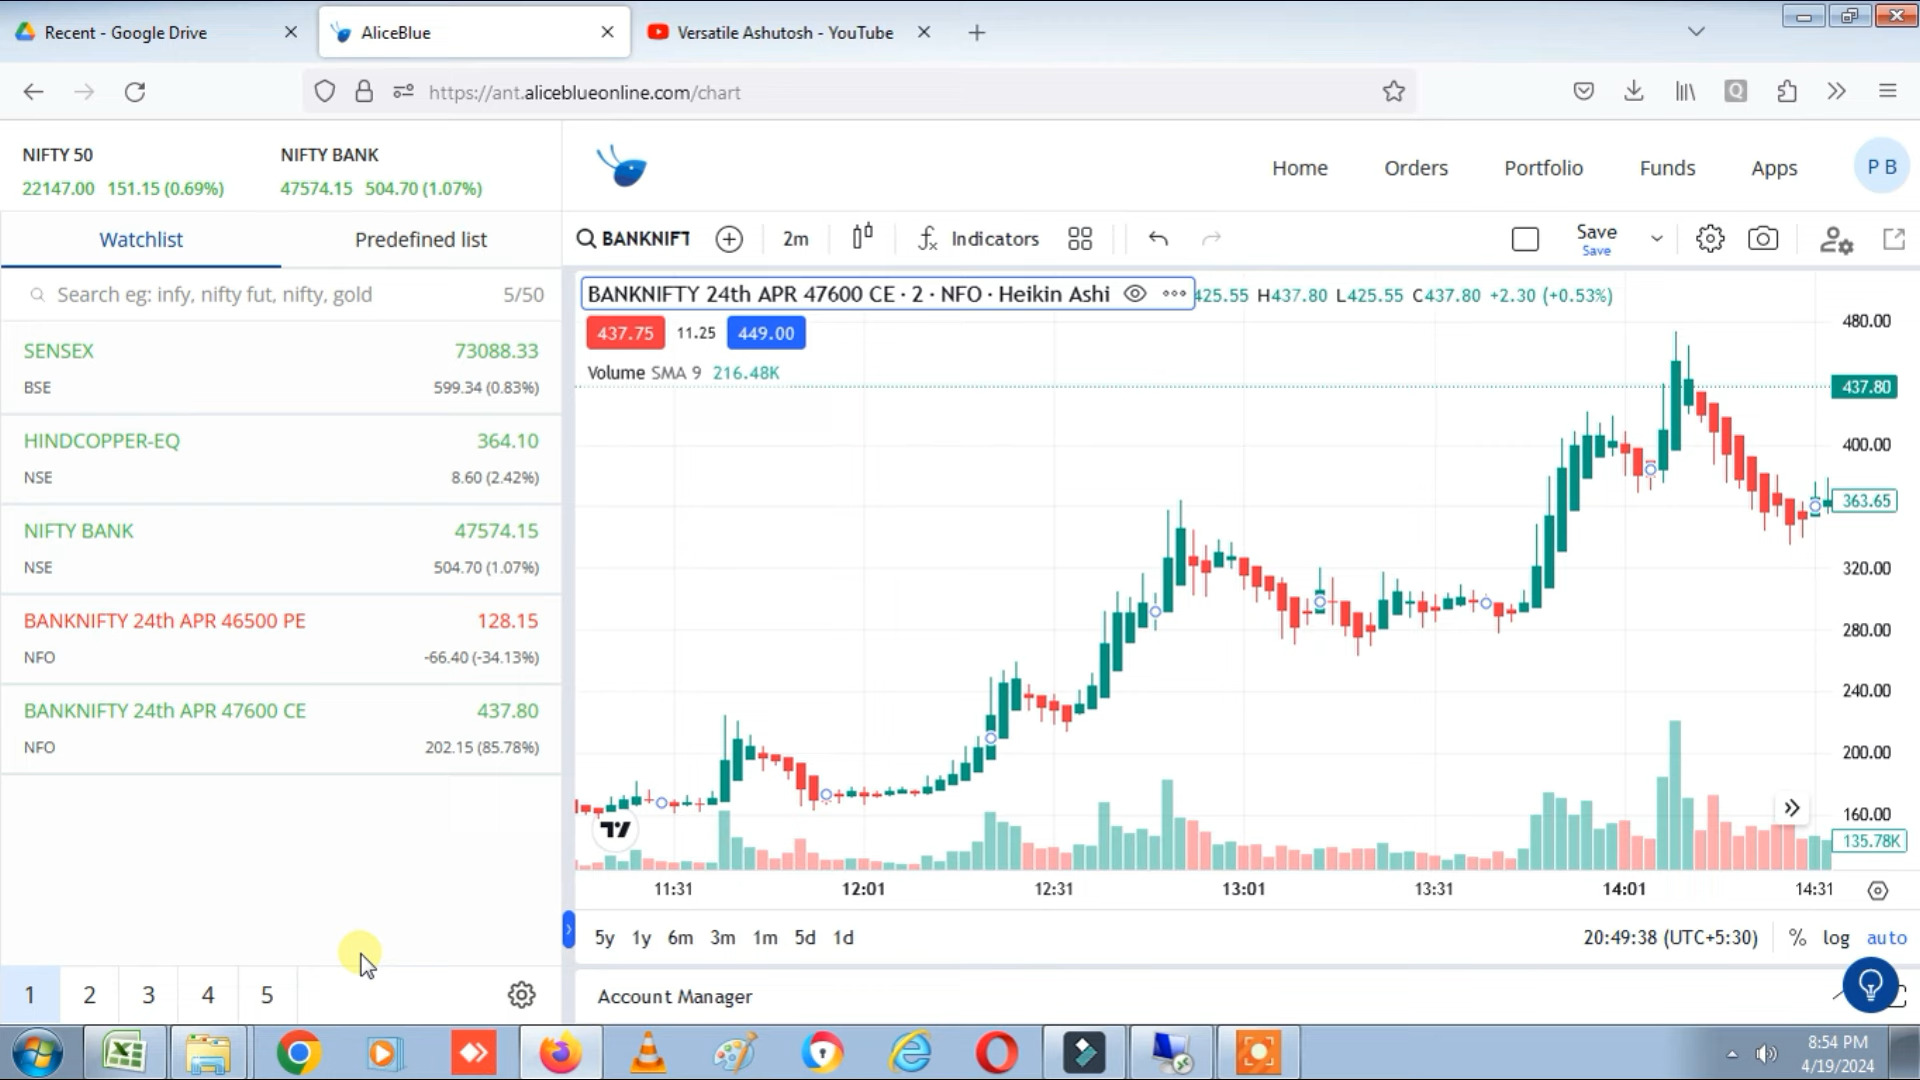 Recent - Google Drive
AliceBlue
Versatile Ashutosh - YouTube
https://ant.aliceblueonline.com/chart
NIFTY 50
22147.00 151.15 (0.69%)
NIFTY BANK
47574.15 504.70 (1.07%)
Home Orders Portfolio Funds Apps P B
Watchlist Predefined list
BANKNIFT 2m Indicators Save
Save
Search eg: infy, nifty fut, nifty, gold 5/50
SENSEX 73088.33
BSE 599.34 (0.83%)
HINDCOPPER-EQ 364.10
NSE 8.60 (2.42%)
NIFTY BANK 47574.15
NSE 504.70 (1.07%)
BANKNIFTY 24th APR 46500 PE 128.15
NFO -66.40 (-34.13%)
BANKNIFTY 24th APR 47600 CE 437.80
NFO 202.15 (85.78%)
1 2 3 4 5
BANKNIFTY 24th APR 47600 CE · 2 · NFO · Heikin Ashi 425.55 H437.80 L425.55 C437.80 +2.30 (+0.53%)
437.75 11.25 449.00
Volume SMA 9 216.48K
480.00
437.80
400.00
363.65
320.00
280.00
240.00
200.00
160.00
135.78K
11:31 12:01 12:31 13:01 13:31 14:01 14:31
5y 1y 6m 3m 1m 5d 1d 20:49:38 (UTC+5:30) % log auto
Account Manager
8:54 PM
4/19/2024